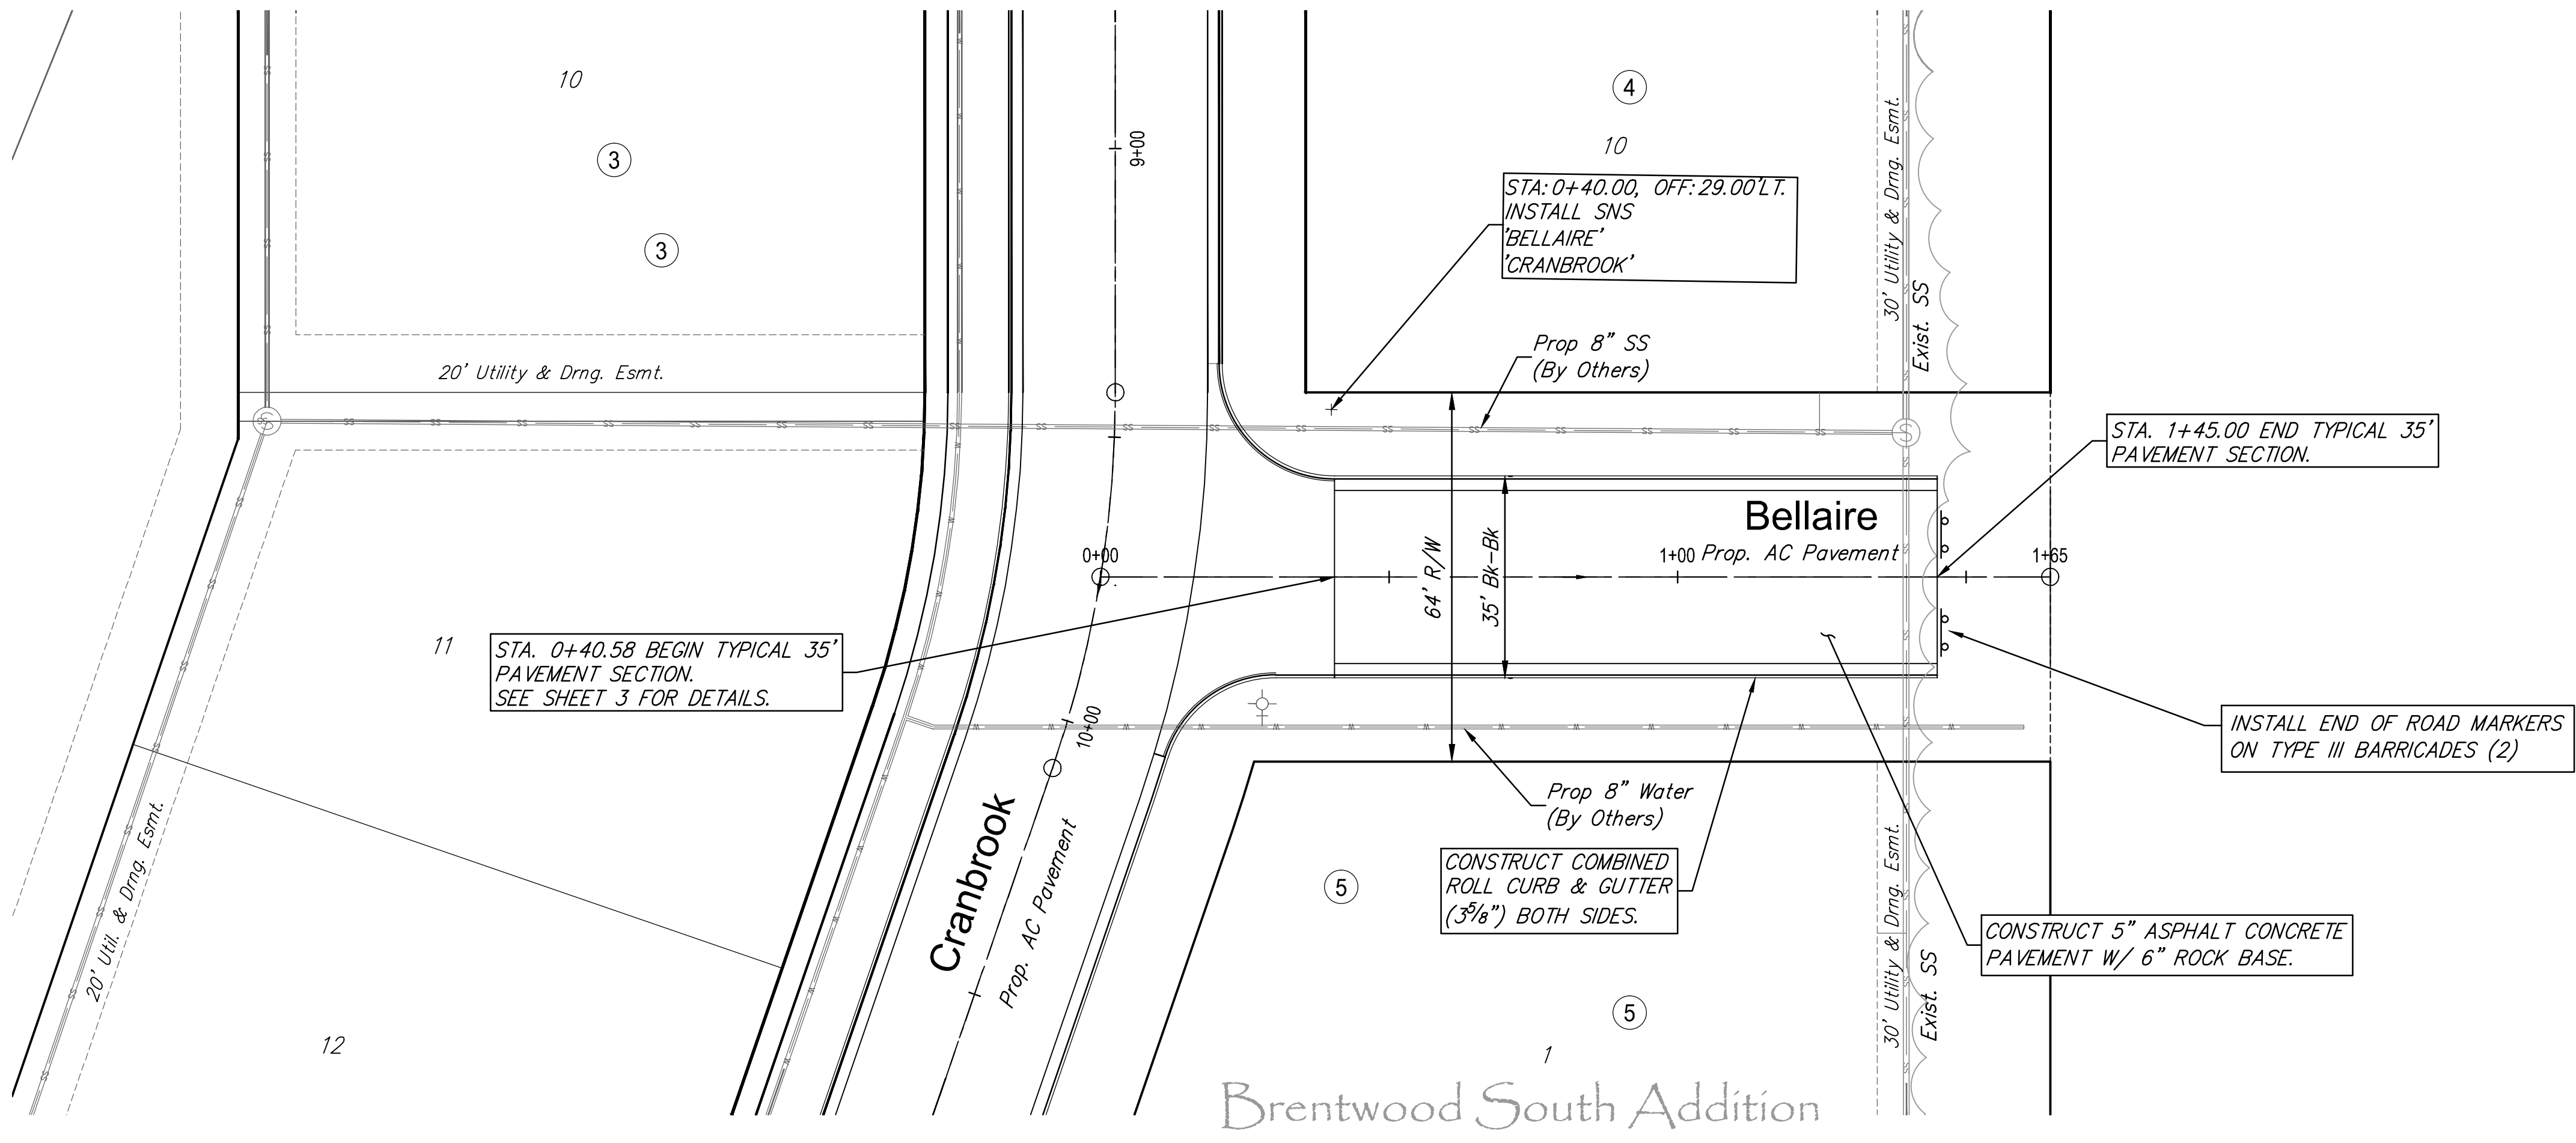 10
3
3
20' Utility & Drng. Esmt.
9+00
4
10
STA: 0+40.00, OFF: 29.00'LT.
INSTALL SNS
'BELLAIRE'
'CRANBROOK'
30' Utility & Drng. Esmt.
Exist. SS
Prop 8" SS
(By Others)
STA. 1+45.00 END TYPICAL 35'
PAVEMENT SECTION.
Bellaire
0+00
1+00
Prop. AC Pavement
1+65
64' R/W
35' Bk-Bk
11
STA. 0+40.58 BEGIN TYPICAL 35'
PAVEMENT SECTION.
SEE SHEET 3 FOR DETAILS.
10+00
INSTALL END OF ROAD MARKERS
ON TYPE III BARRICADES (2)
Prop 8" Water
(By Others)
Cranbrook
Prop. AC Pavement
20' Util. & Drng. Esmt.
CONSTRUCT COMBINED
ROLL CURB & GUTTER
(3 5/8") BOTH SIDES.
5
30' Utility & Drng. Esmt.
Exist. SS
CONSTRUCT 5" ASPHALT CONCRETE
PAVEMENT W/ 6" ROCK BASE.
5
12
1
Brentwood South Addition